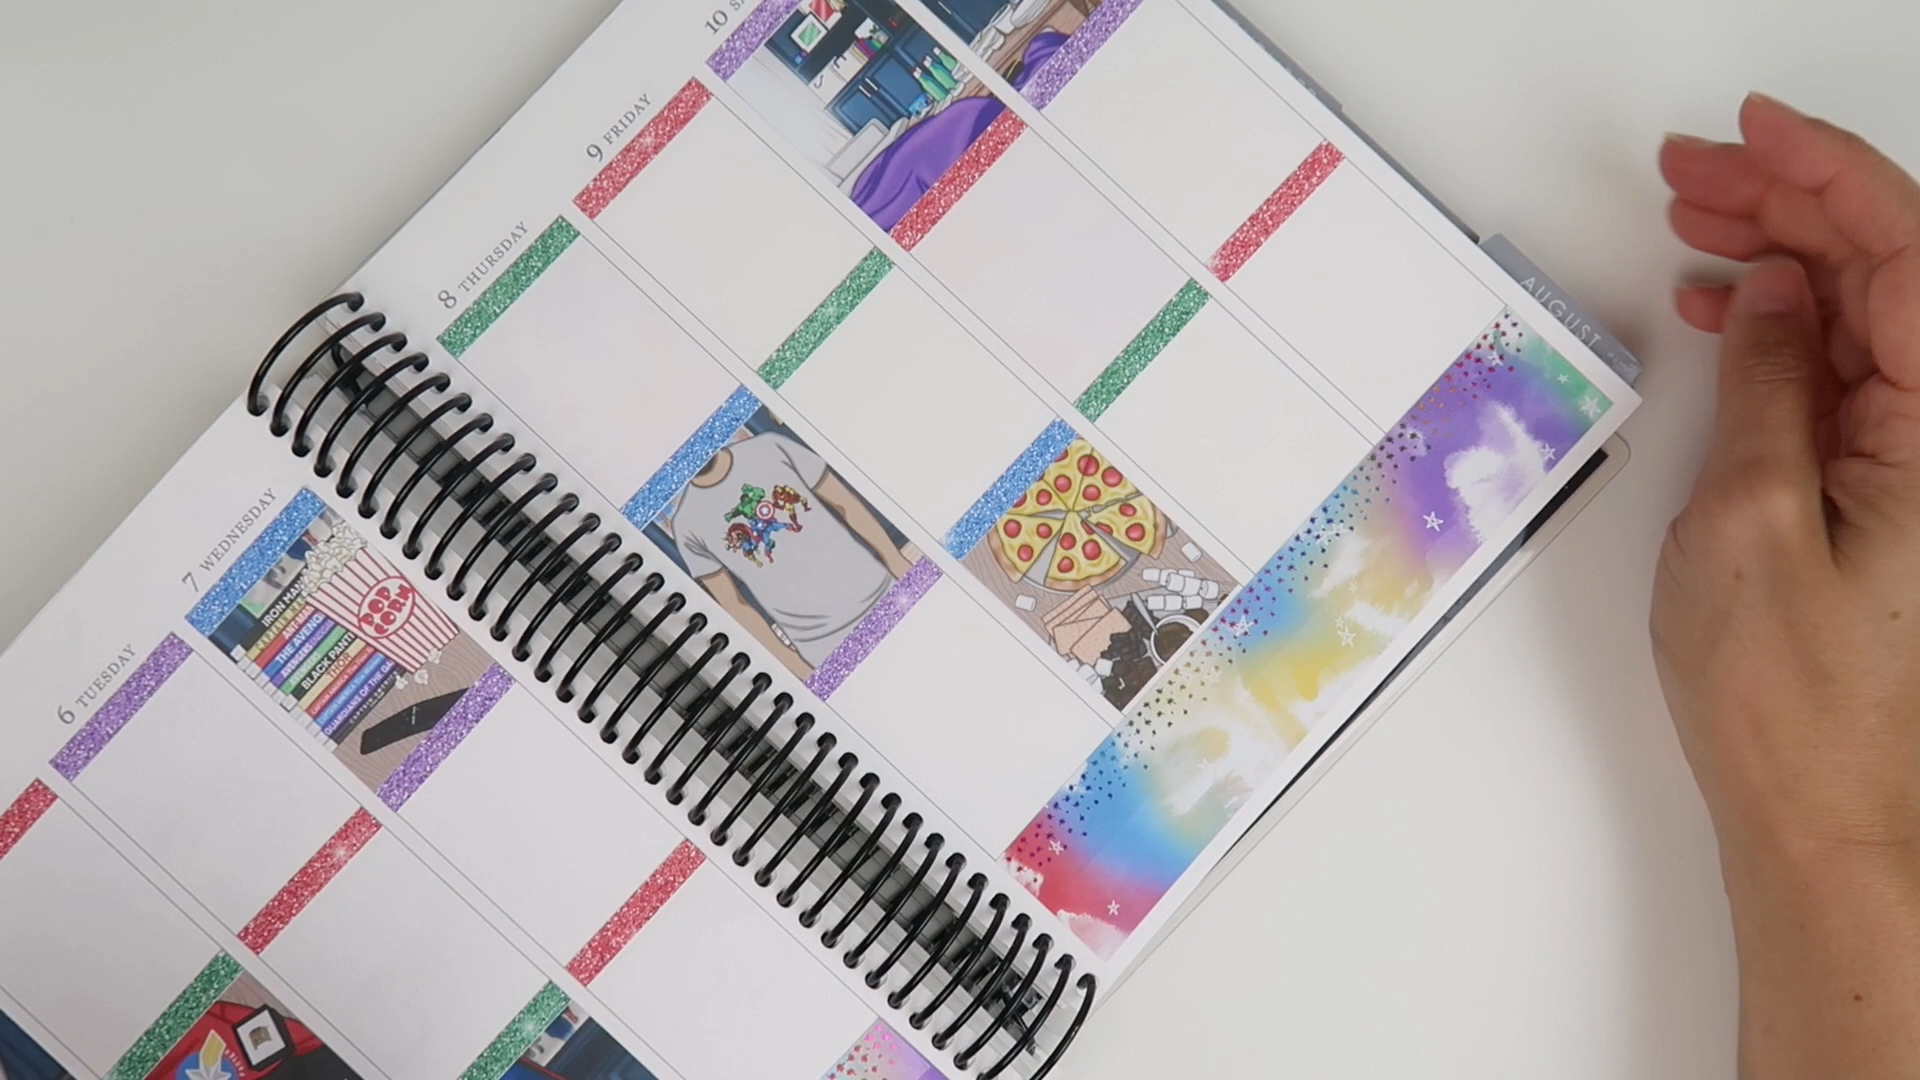 10
9 FRIDAY
8 THURSDAY
7 WEDNESDAY
6 TUESDAY
AUGUST
POP
CORN
IRON MAN
THE AVENG
BLACK PANT
THOR
GUARDIANS OF THE GA